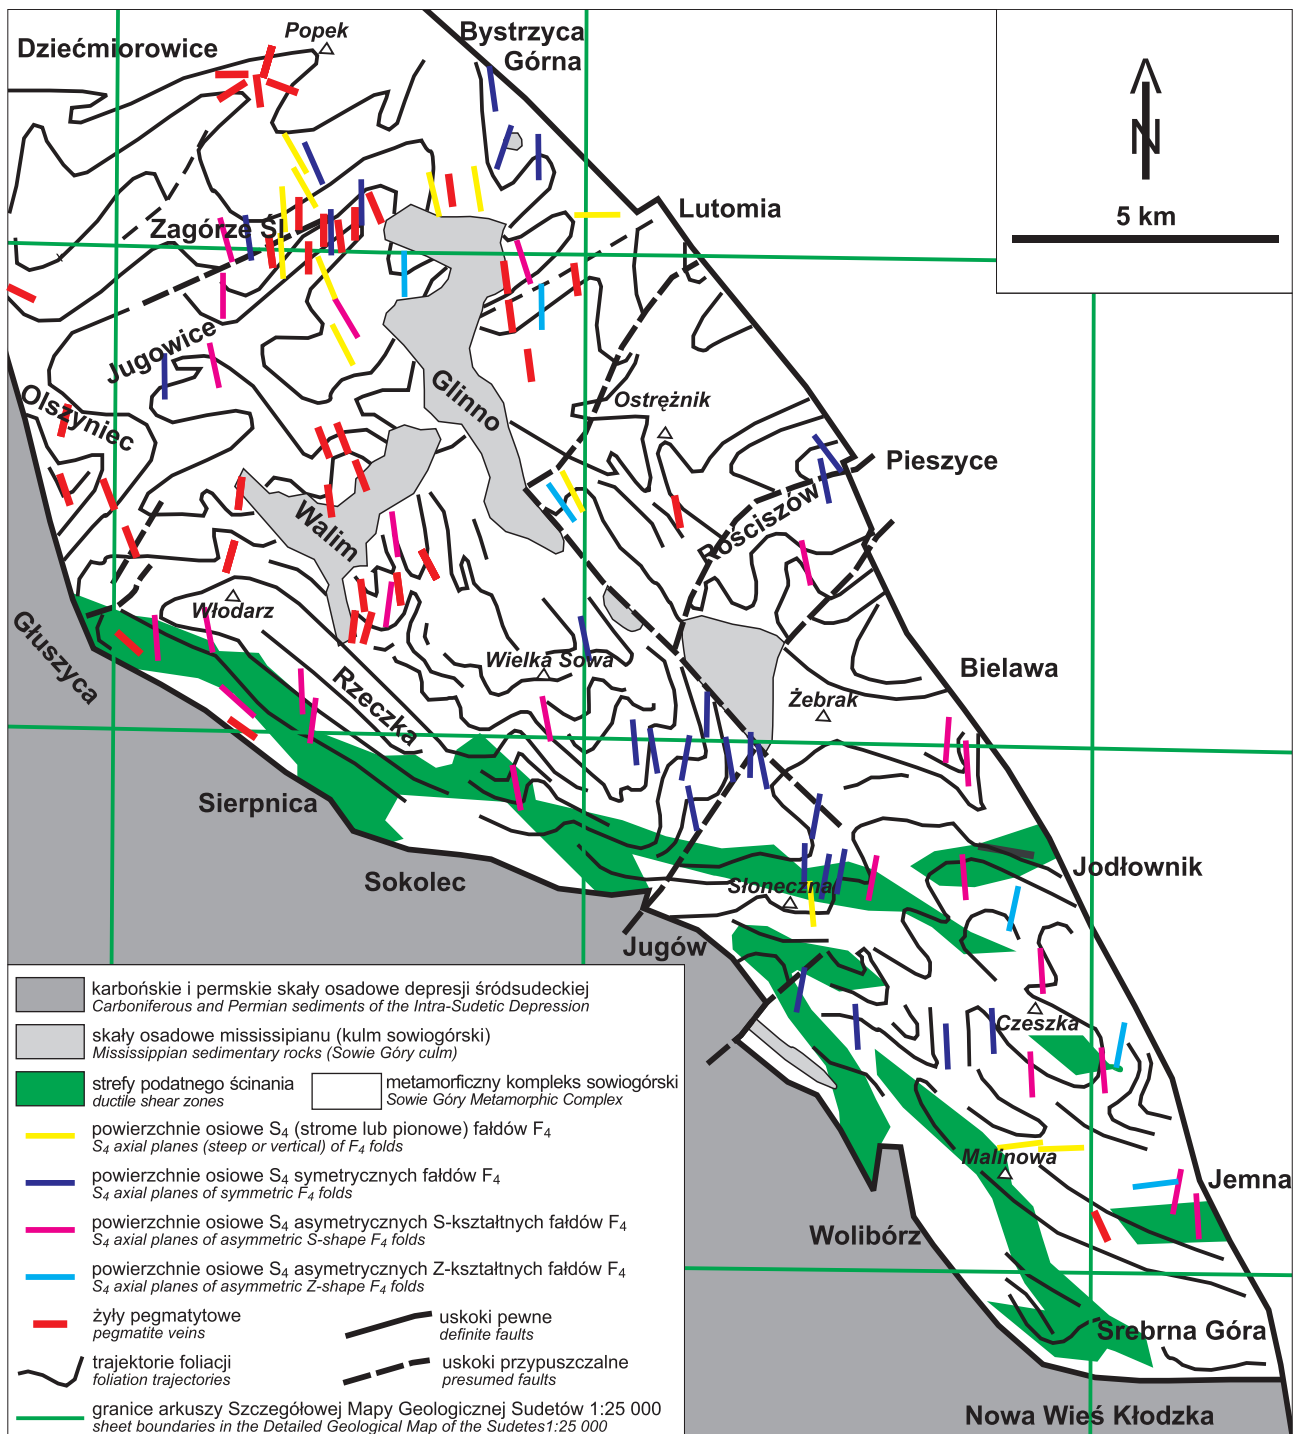 Dziećmiorowice
Popek
Bystrzyca
Górna
N
5 km
Lutomia
Zagórze Śl
Jugowice
Olszyniec
Glinno
Ostrężnik
Pieszyce
Rościszów
Walim
Włodarz
Głuszyca
Wielka Sowa
Rzeczka
Bielawa
Żebrak
Sierpnica
Sokolec
Słoneczna
Jodłownik
Jugów
Czeszka
Malinowa
Jemna
Wolibórz
Srebrna Góra
Nowa Wieś Kłodzka
karbońskie i permskie skały osadowe depresji śródsudeckiej
Carboniferous and Permian sediments of the Intra-Sudetic Depression
skały osadowe mississipianu (kulm sowiogórski)
Mississippian sedimentary rocks (Sowie Góry culm)
strefy podatnego ścinania
ductile shear zones
metamorficzny kompleks sowiogórski
Sowie Góry Metamorphic Complex
powierzchnie osiowe S4 (strome lub pionowe) fałdów F4
S4 axial planes (steep or vertical) of F4 folds
powierzchnie osiowe S4 symetrycznych fałdów F4
S4 axial planes of symmetric F4 folds
powierzchnie osiowe S4 asymetrycznych S-kształtnych fałdów F4
S4 axial planes of asymmetric S-shape F4 folds
powierzchnie osiowe S4 asymetrycznych Z-kształtnych fałdów F4
S4 axial planes of asymmetric Z-shape F4 folds
żyły pegmatytowe
pegmatite veins
uskoki pewne
definite faults
trajektorie foliacji
foliation trajectories
uskoki przypuszczalne
presumed faults
granice arkuszy Szczegółowej Mapy Geologicznej Sudetów 1:25 000
sheet boundaries in the Detailed Geological Map of the Sudetes1:25 000